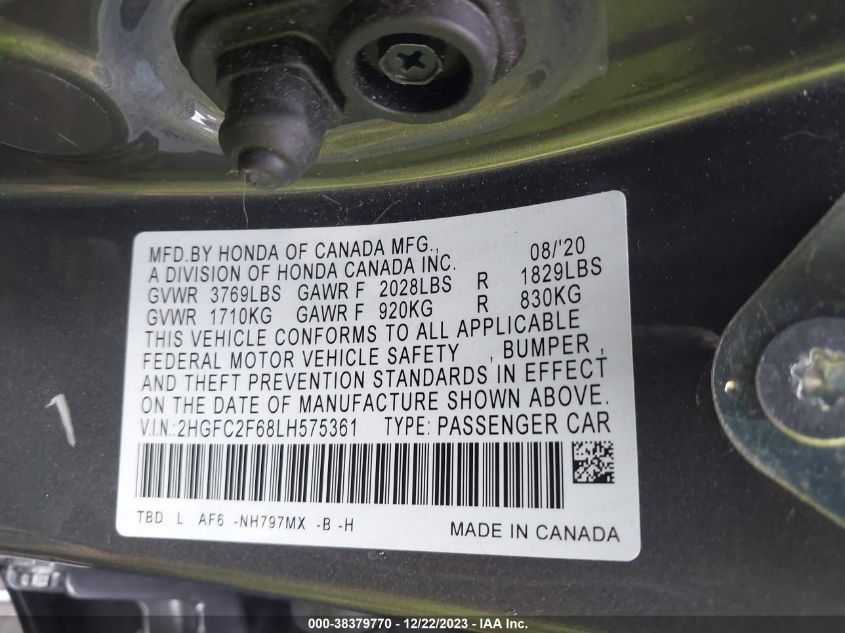 MFD.BY HONDA OF CANADA MFG., 08/'20
A DIVISION OF HONDA CANADA INC.
GVWR 3769LBS GAWR F 2028LBS R 1829LBS
GVWR 1710KG GAWR F 920KG R 830KG
THIS VEHICLE CONFORMS TO ALL APPLICABLE
FEDERAL MOTOR VEHICLE SAFETY , BUMPER ,
AND THEFT PREVENTION STANDARDS IN EFFECT
ON THE DATE OF MANUFACTURE SHOWN ABOVE.
V.I.N.:2HGFC2F68LH575361 TYPE: PASSENGER CAR
TBD L AF6 -NH797MX -B -H
MADE IN CANADA
000-38379770 - 12/22/2023 - IAA Inc.